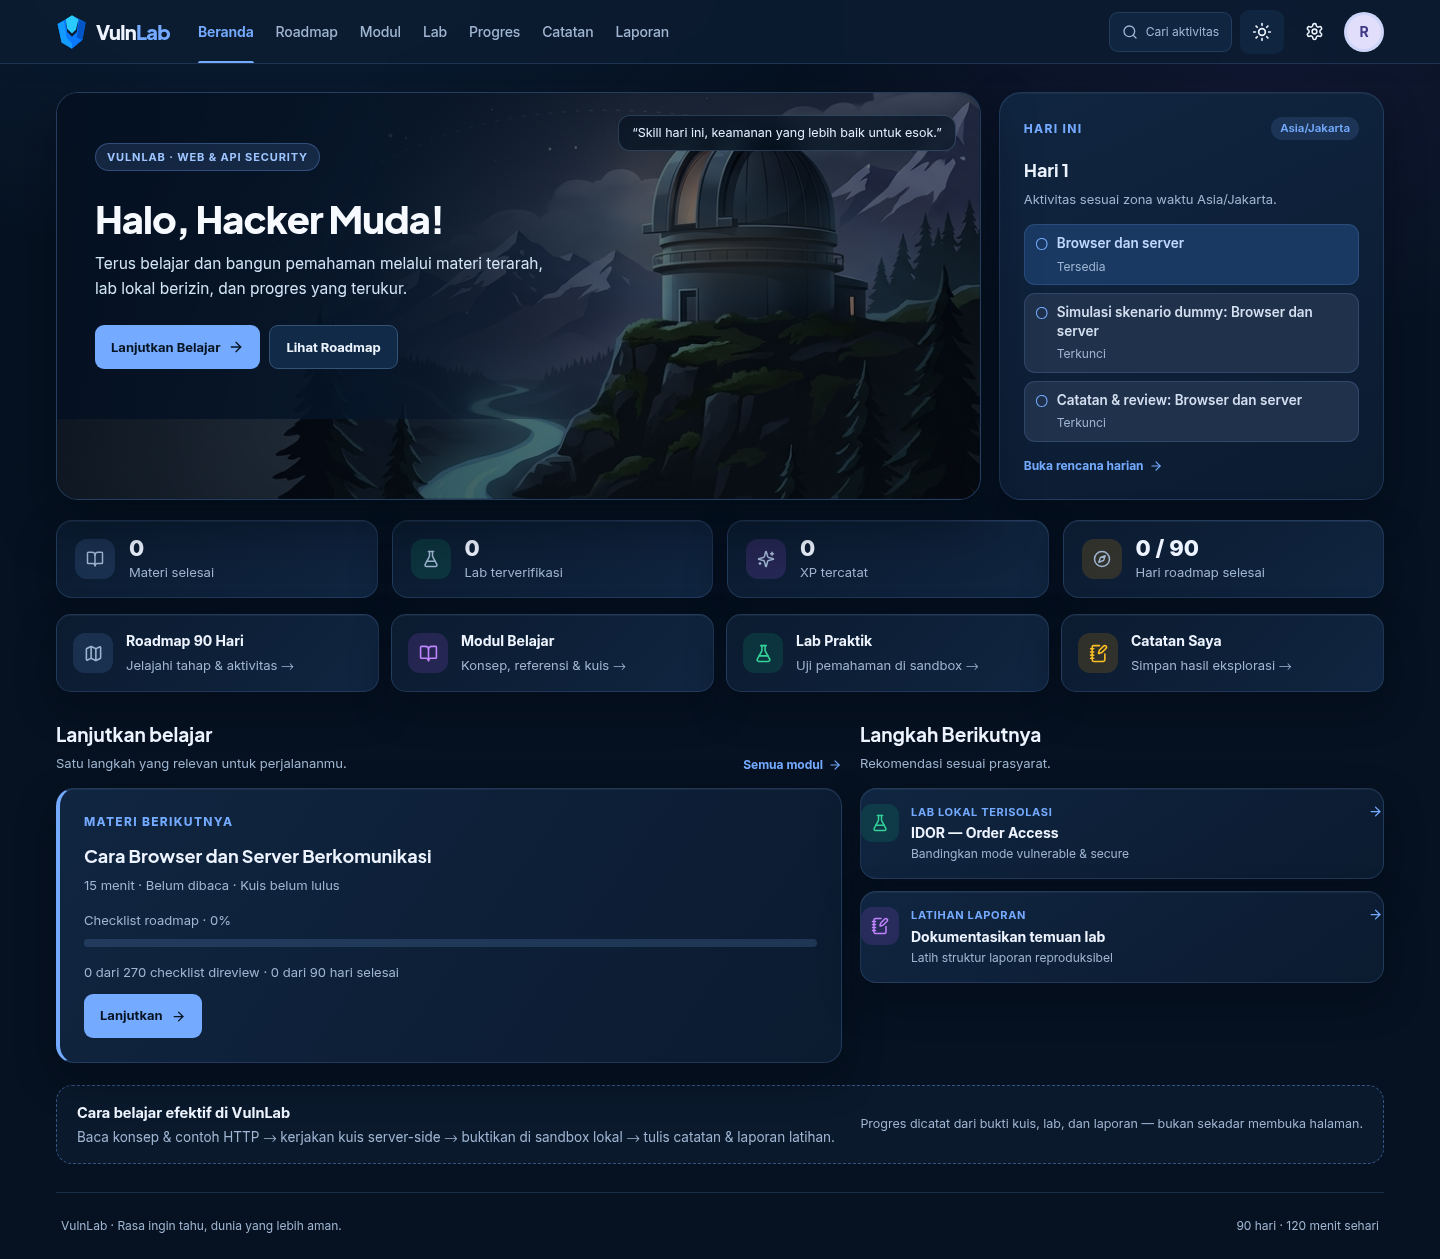 VulnLab
Beranda
Roadmap
Modul
Lab
Progres
Catatan
Laporan
Cari aktivitas
R
“Skill hari ini, keamanan yang lebih baik untuk esok.”
VULNLAB · WEB & API SECURITY
Halo, Hacker Muda!
Terus belajar dan bangun pemahaman melalui materi terarah,
lab lokal berizin, dan progres yang terukur.
Lanjutkan Belajar →
Lihat Roadmap
HARI INI
Asia/Jakarta
Hari 1
Aktivitas sesuai zona waktu Asia/Jakarta.
Browser dan server
Tersedia
Simulasi skenario dummy: Browser dan
server
Terkunci
Catatan & review: Browser dan server
Terkunci
Buka rencana harian →
0
Materi selesai
0
Lab terverifikasi
0
XP tercatat
0 / 90
Hari roadmap selesai
Roadmap 90 Hari
Jelajahi tahap & aktivitas →
Modul Belajar
Konsep, referensi & kuis →
Lab Praktik
Uji pemahaman di sandbox →
Catatan Saya
Simpan hasil eksplorasi →
Lanjutkan belajar
Satu langkah yang relevan untuk perjalananmu.
Semua modul →
MATERI BERIKUTNYA
Cara Browser dan Server Berkomunikasi
15 menit · Belum dibaca · Kuis belum lulus
Checklist roadmap · 0%
0 dari 270 checklist direview · 0 dari 90 hari selesai
Lanjutkan →
Langkah Berikutnya
Rekomendasi sesuai prasyarat.
LAB LOKAL TERISOLASI →
IDOR — Order Access
Bandingkan mode vulnerable & secure
LATIHAN LAPORAN →
Dokumentasikan temuan lab
Latih struktur laporan reproduksibel
Cara belajar efektif di VulnLab
Baca konsep & contoh HTTP → kerjakan kuis server-side → buktikan di sandbox lokal → tulis catatan & laporan latihan.
Progres dicatat dari bukti kuis, lab, dan laporan — bukan sekadar membuka halaman.
VulnLab · Rasa ingin tahu, dunia yang lebih aman.
90 hari · 120 menit sehari